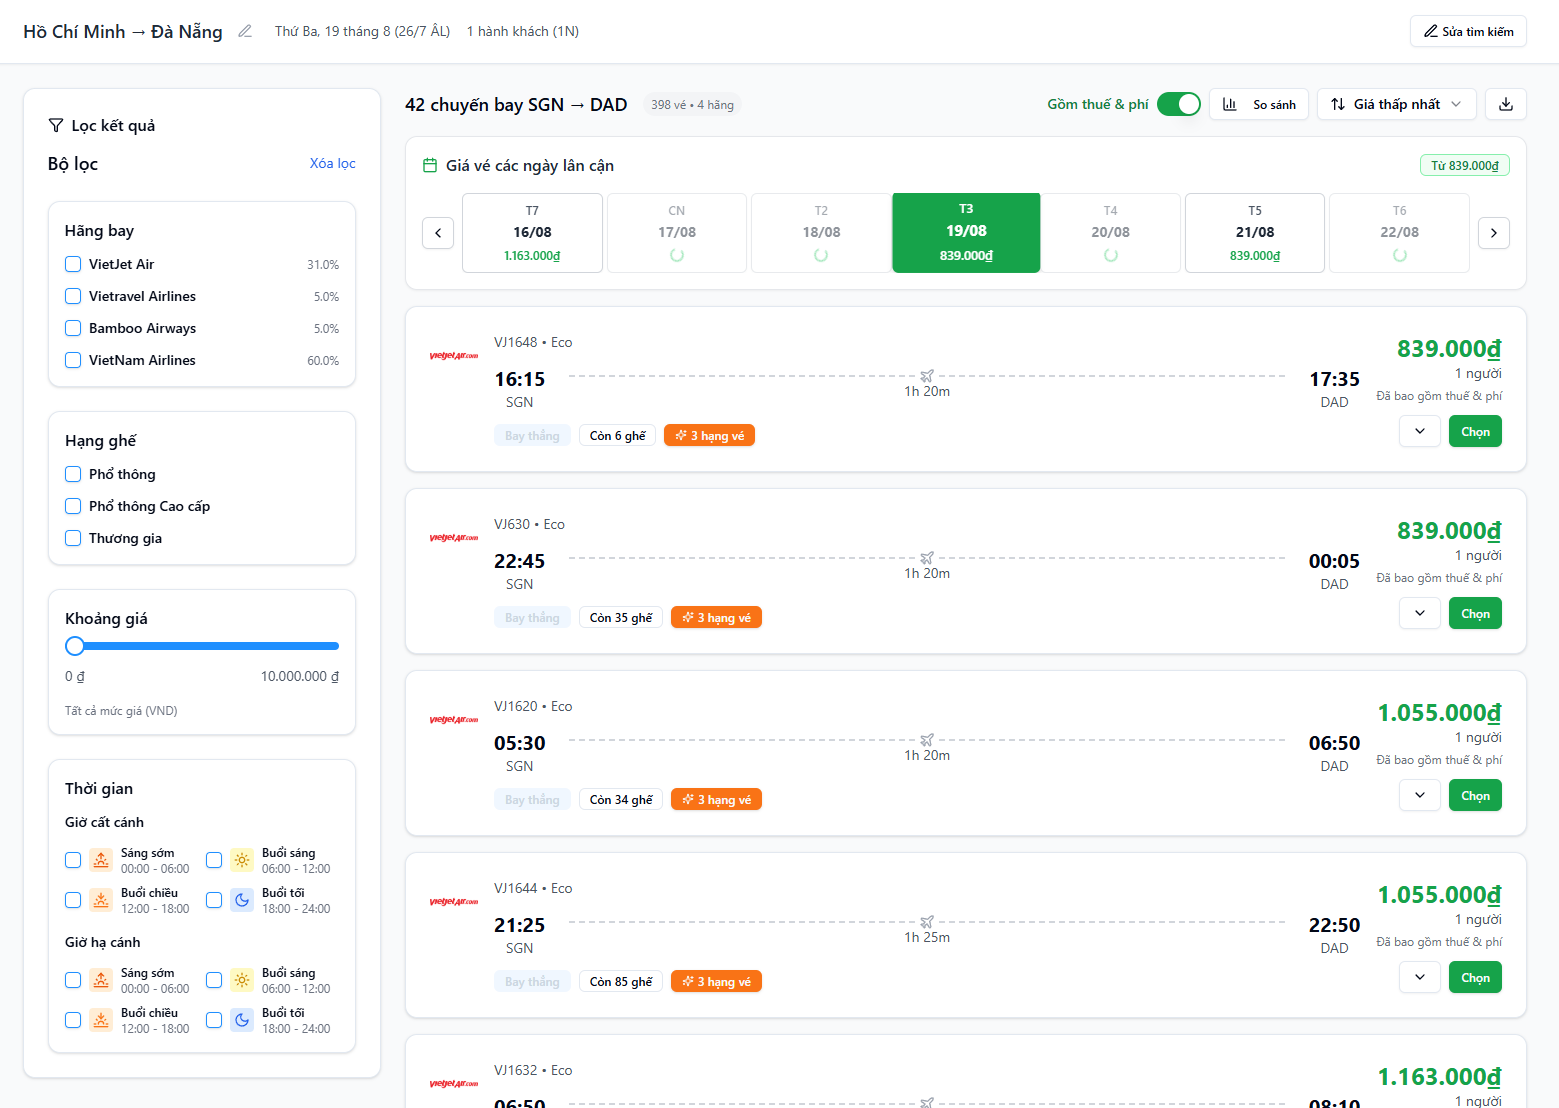 Hồ Chí Minh → Đà Nẵng
Thứ Ba, 19 tháng 8 (26/7 ÂL)
1 hành khách (1N)
Sửa tìm kiếm
Lọc kết quả
Bộ lọc
Xóa lọc
Hãng bay
VietJet Air 31.0%
Vietravel Airlines 5.0%
Bamboo Airways 5.0%
VietNam Airlines 60.0%
Hạng ghế
Phổ thông
Phổ thông Cao cấp
Thương gia
Khoảng giá
0 ₫ 10.000.000 ₫
Tất cả mức giá (VND)
Thời gian
Giờ cất cánh
Sáng sớm
00:00 - 06:00
Buổi sáng
06:00 - 12:00
Buổi chiều
12:00 - 18:00
Buổi tối
18:00 - 24:00
Giờ hạ cánh
Sáng sớm
00:00 - 06:00
Buổi sáng
06:00 - 12:00
Buổi chiều
12:00 - 18:00
Buổi tối
18:00 - 24:00
42 chuyến bay SGN → DAD
398 vé • 4 hãng
Gồm thuế & phí
So sánh
Giá thấp nhất
Giá vé các ngày lân cận
Từ 839.000₫
T7
16/08
1.163.000₫
CN
17/08
T2
18/08
T3
19/08
839.000₫
T4
20/08
T5
21/08
839.000₫
T6
22/08
vietjetAir.com
VJ1648 • Eco
16:15
SGN
1h 20m
17:35
DAD
Bay thẳng
Còn 6 ghế
3 hạng vé
839.000₫
1 người
Đã bao gồm thuế & phí
Chọn
vietjetAir.com
VJ630 • Eco
22:45
SGN
1h 20m
00:05
DAD
Bay thẳng
Còn 35 ghế
3 hạng vé
839.000₫
1 người
Đã bao gồm thuế & phí
Chọn
vietjetAir.com
VJ1620 • Eco
05:30
SGN
1h 20m
06:50
DAD
Bay thẳng
Còn 34 ghế
3 hạng vé
1.055.000₫
1 người
Đã bao gồm thuế & phí
Chọn
vietjetAir.com
VJ1644 • Eco
21:25
SGN
1h 25m
22:50
DAD
Bay thẳng
Còn 85 ghế
3 hạng vé
1.055.000₫
1 người
Đã bao gồm thuế & phí
Chọn
vietjetAir.com
VJ1632 • Eco
06:50
08:10
1.163.000₫
1 người